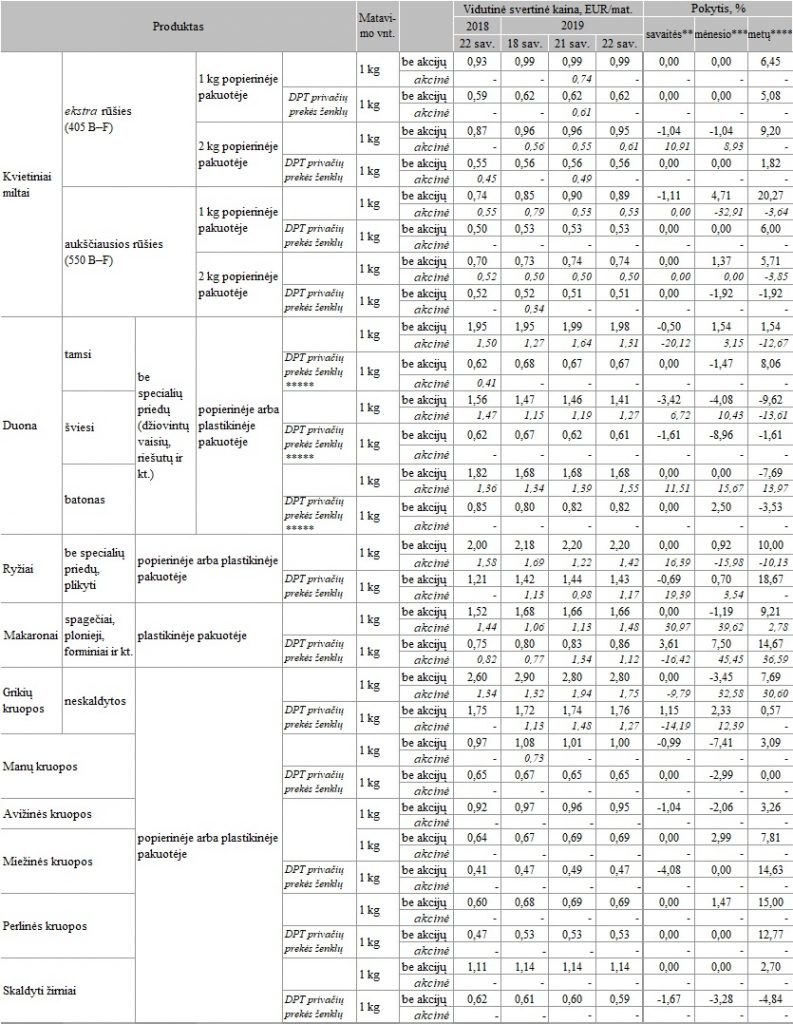 Produktas Matavi- mo vnt. Vidutinė svertinė kaina, EUR/mat. Pokytis, %
2018 2019 savaitės** mėnesio*** metų****
22 sav. 18 sav. 21 sav. 22 sav.
Kvietiniai miltai ekstra rūšies (405 B–F) 1 kg popierinėje pakuotėje 1 kg be akcijų 0,93 0,99 0,99 0,99 0,00 0,00 6,45
akcinė - - 0,74 - - - -
DPT privačių prekės ženklų 1 kg be akcijų 0,59 0,62 0,62 0,62 0,00 0,00 5,08
akcinė - - 0,61 - - - -
2 kg popierinėje pakuotėje 1 kg be akcijų 0,87 0,96 0,96 0,95 -1,04 -1,04 9,20
akcinė - 0,56 0,55 0,61 10,91 8,93 -
DPT privačių prekės ženklų 1 kg be akcijų 0,55 0,56 0,56 0,56 0,00 0,00 1,82
akcinė 0,45 - 0,49 - - - -
aukščiausios rūšies (550 B–F) 1 kg popierinėje pakuotėje 1 kg be akcijų 0,74 0,85 0,90 0,89 -1,11 4,71 20,27
akcinė 0,55 0,79 0,53 0,53 0,00 -32,91 -3,64
DPT privačių prekės ženklų 1 kg be akcijų 0,50 0,53 0,53 0,53 0,00 0,00 6,00
akcinė - - - - - - -
2 kg popierinėje pakuotėje 1 kg be akcijų 0,70 0,73 0,74 0,74 0,00 1,37 5,71
akcinė 0,52 0,50 0,50 0,50 0,00 0,00 -3,85
DPT privačių prekės ženklų 1 kg be akcijų 0,52 0,52 0,51 0,51 0,00 -1,92 -1,92
akcinė - 0,34 - - - - -
Duona tamsi be specialių priedų (džiovintų vaisių, riešutų ir kt.) popierinėje arba plastikinėje pakuotėje 1 kg be akcijų 1,95 1,95 1,99 1,98 -0,50 1,54 1,54
akcinė 1,50 1,27 1,64 1,31 -20,12 3,15 -12,67
DPT privačių prekės ženklų ***** 1 kg be akcijų 0,62 0,68 0,67 0,67 0,00 -1,47 8,06
akcinė 0,41 - - - - - -
šviesi 1 kg be akcijų 1,56 1,47 1,46 1,41 -3,42 -4,08 -9,62
akcinė 1,47 1,15 1,19 1,27 6,72 10,43 -13,61
DPT privačių prekės ženklų ***** 1 kg be akcijų 0,62 0,67 0,62 0,61 -1,61 -8,96 -1,61
akcinė - - - - - - -
batonas 1 kg be akcijų 1,82 1,68 1,68 1,68 0,00 0,00 -7,69
akcinė 1,36 1,34 1,39 1,55 11,51 15,67 13,97
DPT privačių prekės ženklų ***** 1 kg be akcijų 0,85 0,80 0,82 0,82 0,00 2,50 -3,53
akcinė - - - - - - -
Ryžiai be specialių priedų, plikyti popierinėje arba plastikinėje pakuotėje 1 kg be akcijų 2,00 2,18 2,20 2,20 0,00 0,92 10,00
akcinė 1,58 1,69 1,22 1,42 16,39 -15,98 -10,13
DPT privačių prekės ženklų 1 kg be akcijų 1,21 1,42 1,44 1,43 -0,69 0,70 18,67
akcinė - 1,13 0,98 1,17 19,39 3,54 -
Makaronai spagečiai, plonieji, forminiai ir kt. plastikinėje pakuotėje 1 kg be akcijų 1,52 1,68 1,66 1,66 0,00 -1,19 9,21
akcinė 1,44 1,06 1,13 1,48 30,97 39,62 2,78
DPT privačių prekės ženklų 1 kg be akcijų 0,75 0,80 0,83 0,86 3,61 7,50 14,67
akcinė 0,82 0,77 1,34 1,12 -16,42 45,45 36,59
Grikių kruopos neskaldytos popierinėje arba plastikinėje pakuotėje 1 kg be akcijų 2,60 2,90 2,80 2,80 0,00 -3,45 7,69
akcinė 1,34 1,32 1,94 1,75 -9,79 32,58 30,60
DPT privačių prekės ženklų 1 kg be akcijų 1,75 1,72 1,74 1,76 1,15 2,33 0,57
akcinė - 1,13 1,48 1,27 -14,19 12,39 -
Manų kruopos 1 kg be akcijų 0,97 1,08 1,01 1,00 -0,99 -7,41 3,09
akcinė - 0,73 - - - - -
DPT privačių prekės ženklų 1 kg be akcijų 0,65 0,67 0,65 0,65 0,00 -2,99 0,00
akcinė - - - - - - -
Avižinės kruopos 1 kg be akcijų 0,92 0,97 0,96 0,95 -1,04 -2,06 3,26
akcinė - - - - - - -
Miežinės kruopos 1 kg be akcijų 0,64 0,67 0,69 0,69 0,00 2,99 7,81
akcinė - - - - - - -
DPT privačių prekės ženklų 1 kg be akcijų 0,41 0,47 0,49 0,47 -4,08 0,00 14,63
akcinė - - - - - - -
Perlinės kruopos 1 kg be akcijų 0,60 0,68 0,69 0,69 0,00 1,47 15,00
akcinė - - - - - - -
DPT privačių prekės ženklų 1 kg be akcijų 0,47 0,53 0,53 0,53 0,00 0,00 12,77
akcinė - - - - - - -
Skaldyti žirniai 1 kg be akcijų 1,11 1,14 1,14 1,14 0,00 0,00 2,70
akcinė - - - - - - -
DPT privačių prekės ženklų 1 kg be akcijų 0,62 0,61 0,60 0,59 -1,67 -3,28 -4,84
akcinė - - - - - - -